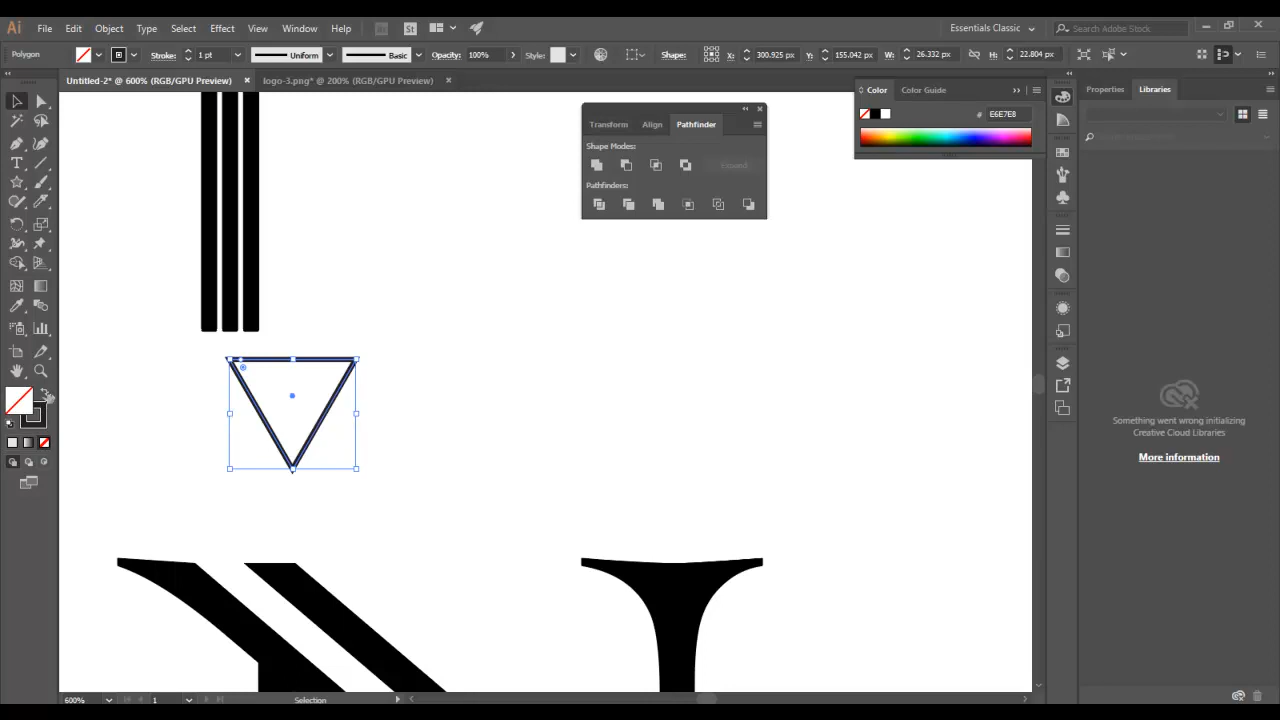 Ai File Edit Object Type Select Effect View Window Help Br St Essentials Classic Search Adobe Stock
Polygon Stroke: 1 pt Uniform Basic Opacity: 100% Style: Shape: X: 300.925 px Y: 155.042 px W: 26.332 px H: 22.804 px
Untitled-2* @ 600% (RGB/GPU Preview) × logo-3.png* @ 200% (RGB/GPU Preview) ×
Color Color Guide
# E6E7E8
Properties Libraries
Transform Align Pathfinder
Shape Modes:
Expand
Pathfinders:
Something went wrong initializing
Creative Cloud Libraries
More information
600% 1 Selection